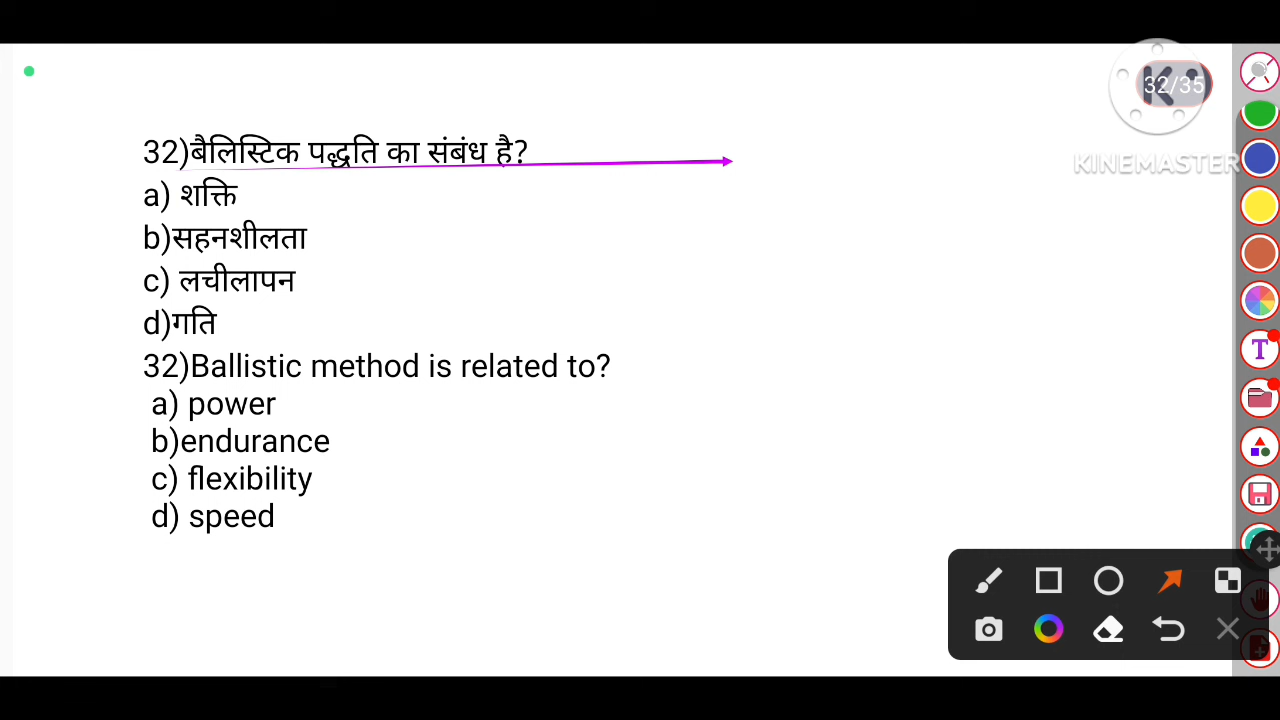 32/35
KINEMASTER
32)बैलिस्टिक पद्धति का संबंध है?
a) शक्ति
b)सहनशीलता
c) लचीलापन
d)गति
32)Ballistic method is related to?
a) power
b)endurance
c) flexibility
d) speed